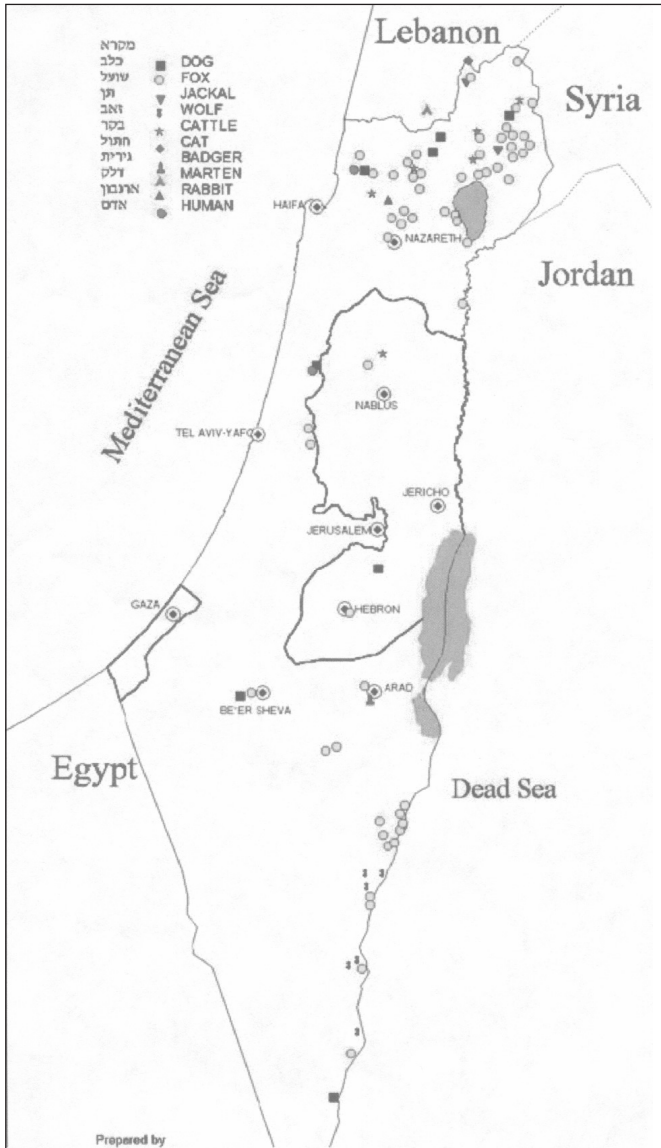 Lebanon
מקרא
כלב DOG
שועל FOX
תן JACKAL
זאב WOLF
בקר CATTLE
חתול CAT
גירית BADGER
דלק MARTEN
ארנבון RABBIT
אדם HUMAN
Syria
HAIFA
NAZARETH
Jordan
Mediterranean Sea
NABLUS
TEL AVIV-YAFO
JERICHO
JERUSALEM
GAZA
HEBRON
ARAD
BE'ER SHEVA
Egypt
Dead Sea
Prepared by